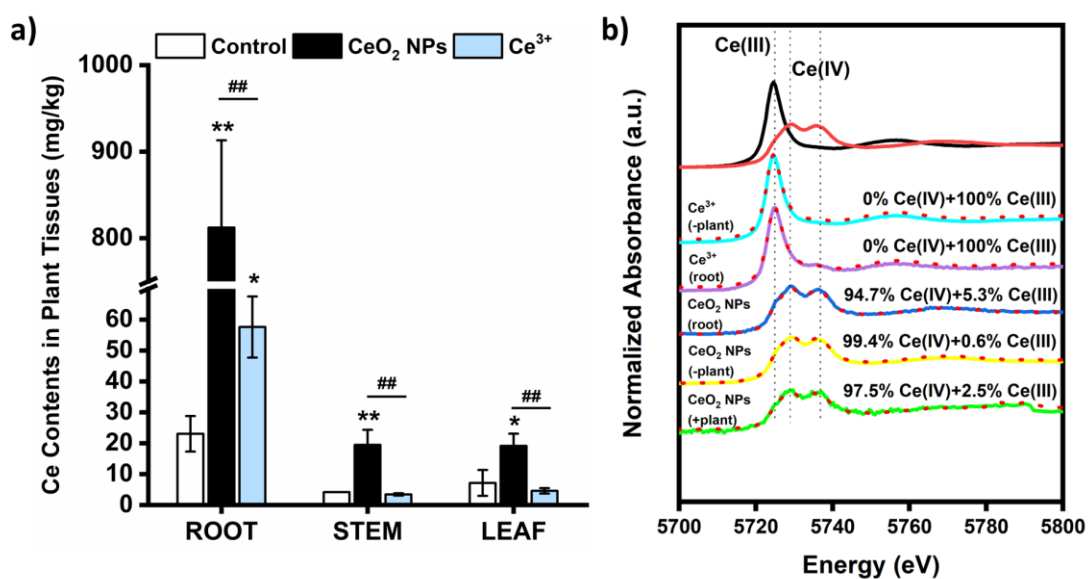 a)
Control CeO₂ NPs Ce³⁺
Ce Contents in Plant Tissues (mg/kg)
1000
900
800
60
50
40
30
20
10
0
##
**
*
##
**
##
*
ROOT STEM LEAF
b)
Ce(III)
Ce(IV)
Normalized Absorbance (a.u.)
Ce³⁺
(-plant)
0% Ce(IV)+100% Ce(III)
Ce³⁺
(root)
0% Ce(IV)+100% Ce(III)
CeO₂ NPs
(root)
94.7% Ce(IV)+5.3% Ce(III)
CeO₂ NPs
(-plant)
99.4% Ce(IV)+0.6% Ce(III)
CeO₂ NPs
(+plant)
97.5% Ce(IV)+2.5% Ce(III)
5700 5720 5740 5760 5780 5800
Energy (eV)